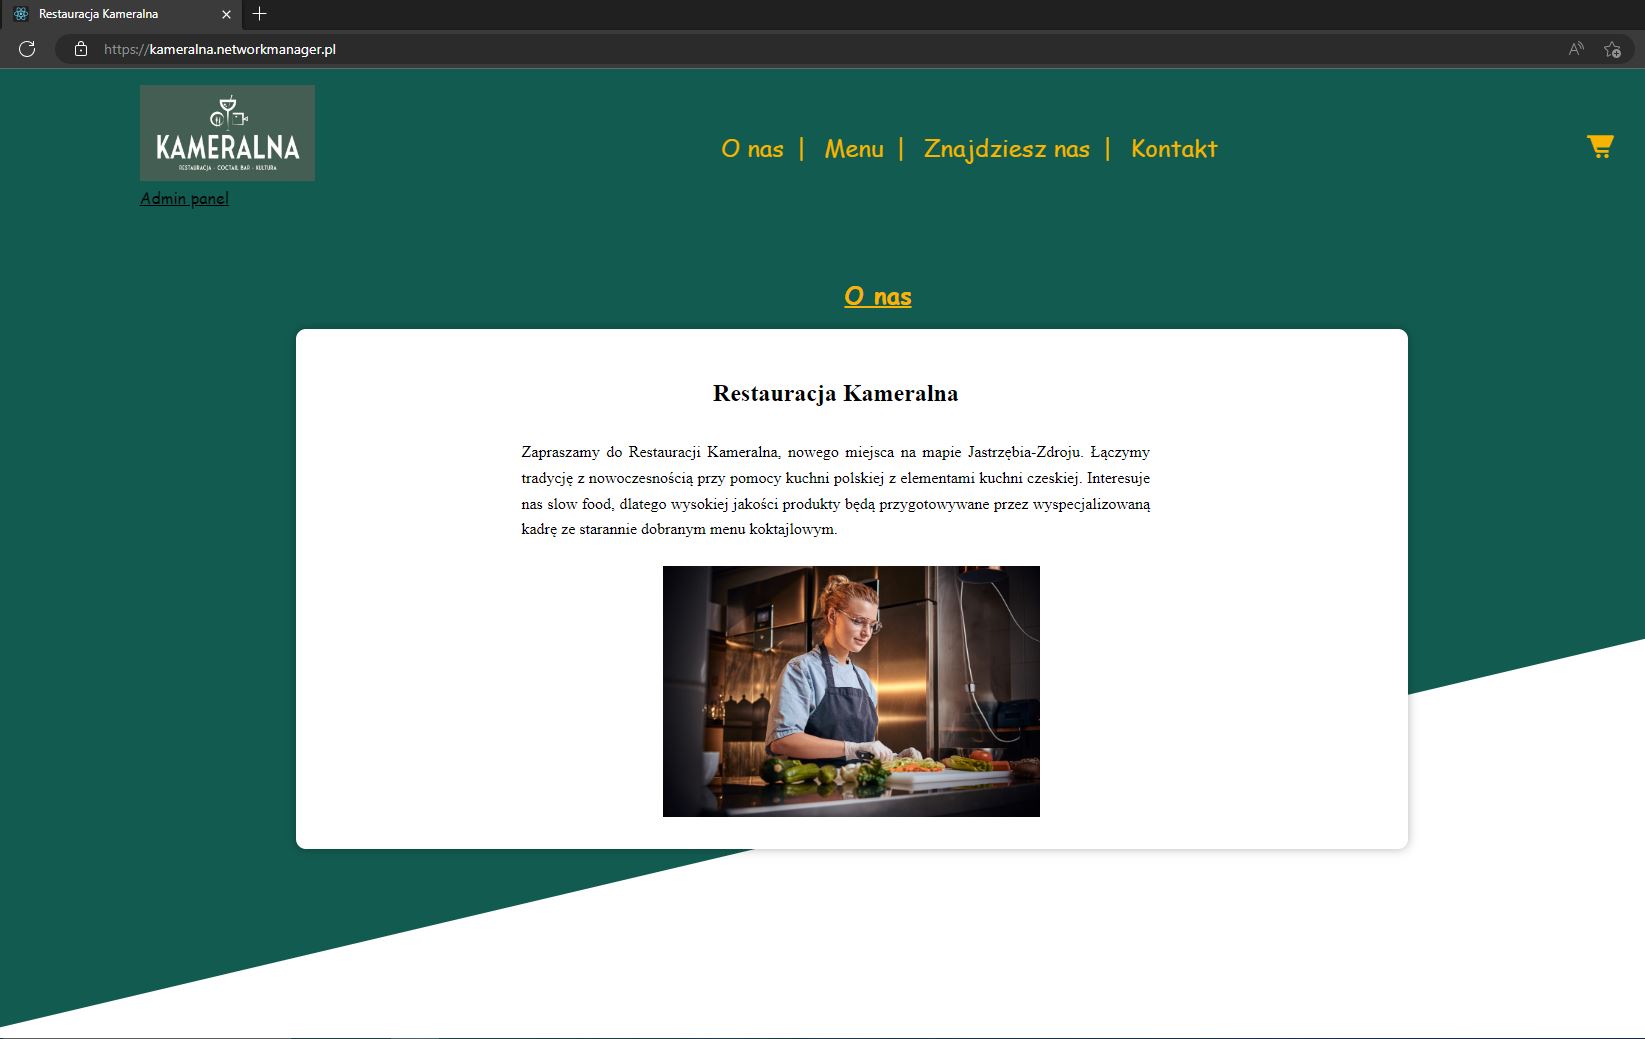 Restauracja Kameralna
https://kameralna.networkmanager.pl
KAMERALNA
RESTAURACJA · COCTAIL BAR · KULTURA
O nas | Menu | Znajdziesz nas | Kontakt
Admin panel
O nas
Restauracja Kameralna
Zapraszamy do Restauracji Kameralna, nowego miejsca na mapie Jastrzębia-Zdroju. Łączymy
tradycję z nowoczesnością przy pomocy kuchni polskiej z elementami kuchni czeskiej. Interesuje
nas slow food, dlatego wysokiej jakości produkty będą przygotowywane przez wyspecjalizowaną
kadrę ze starannie dobranym menu koktajlowym.